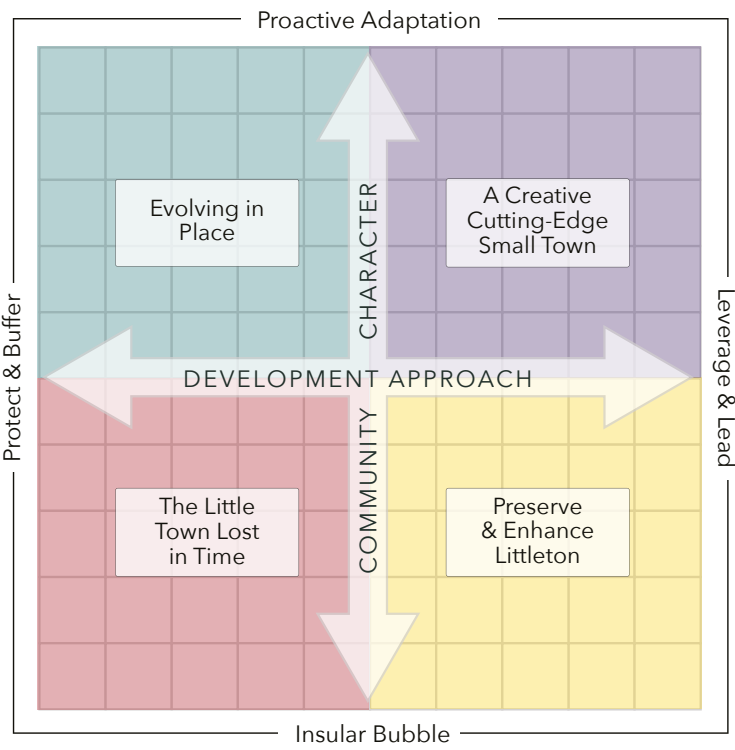 Proactive Adaptation
Evolving in
Place
A Creative
Cutting-Edge
Small Town
CHARACTER
Protect & Buffer
Leverage & Lead
DEVELOPMENT APPROACH
COMMUNITY
The Little
Town Lost
in Time
Preserve
& Enhance
Littleton
Insular Bubble